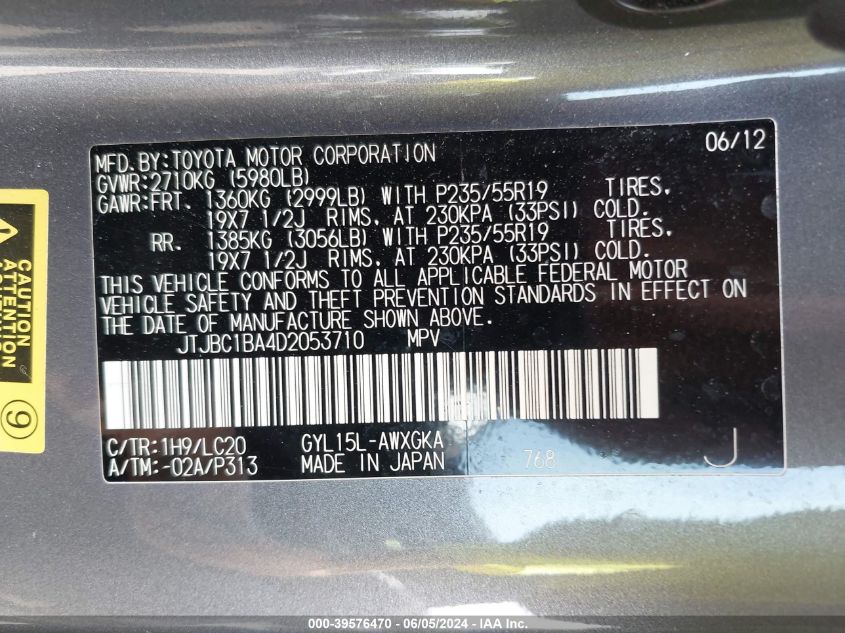 MFD. BY: TOYOTA MOTOR CORPORATION 06/12
GVWR: 2710KG (5980LB)
GAWR: FRT. 1360KG (2999LB) WITH P235/55R19 TIRES.
19X7 1/2J RIMS. AT 230KPA (33PSI) COLD.
RR. 1385KG (3056LB) WITH P235/55R19 TIRES.
19X7 1/2J RIMS. AT 230KPA (33PSI) COLD.
THIS VEHICLE CONFORMS TO ALL APPLICABLE FEDERAL MOTOR
VEHICLE SAFETY AND THEFT PREVENTION STANDARDS IN EFFECT ON
THE DATE OF MANUFACTURE SHOWN ABOVE.
JTJBC1BA4D2053710 MPV
C/TR: 1H9/LC20 GYL15L-AWXGKA
A/TM: -02A/P313 MADE IN JAPAN 768 J
CAUTION
ATTENTION
9
000-39576470 - 06/05/2024 - IAA Inc.